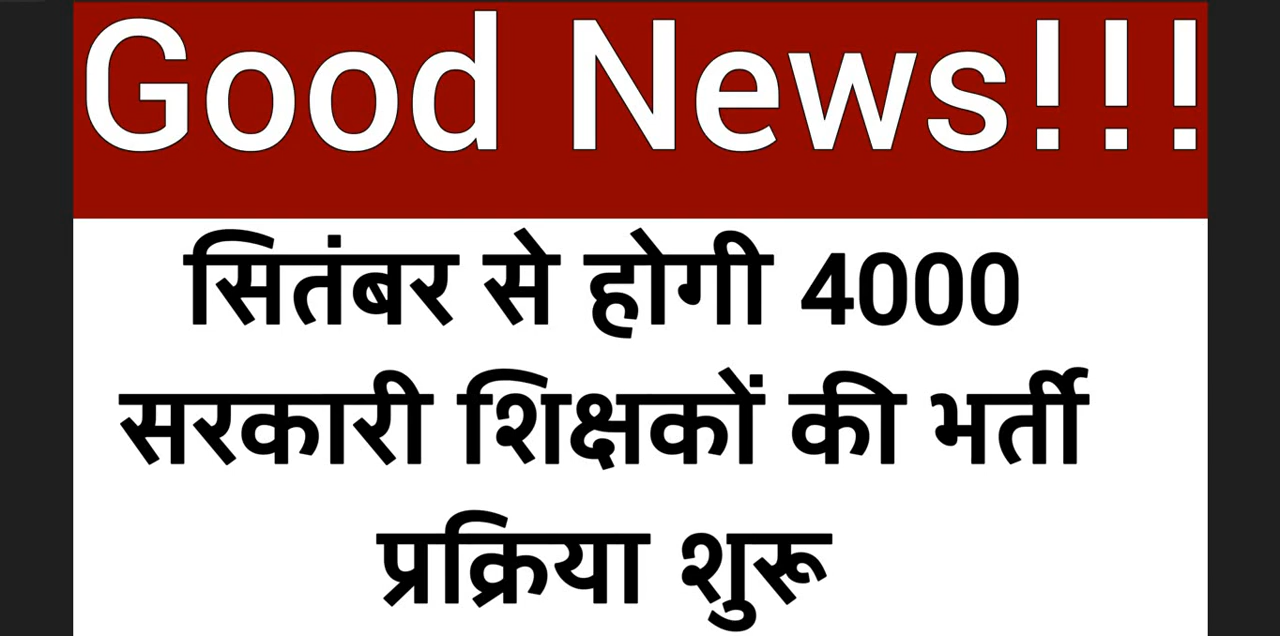 Good News!!!
सितंबर से होगी 4000
सरकारी शिक्षकों की भर्ती
प्रक्रिया शुरू